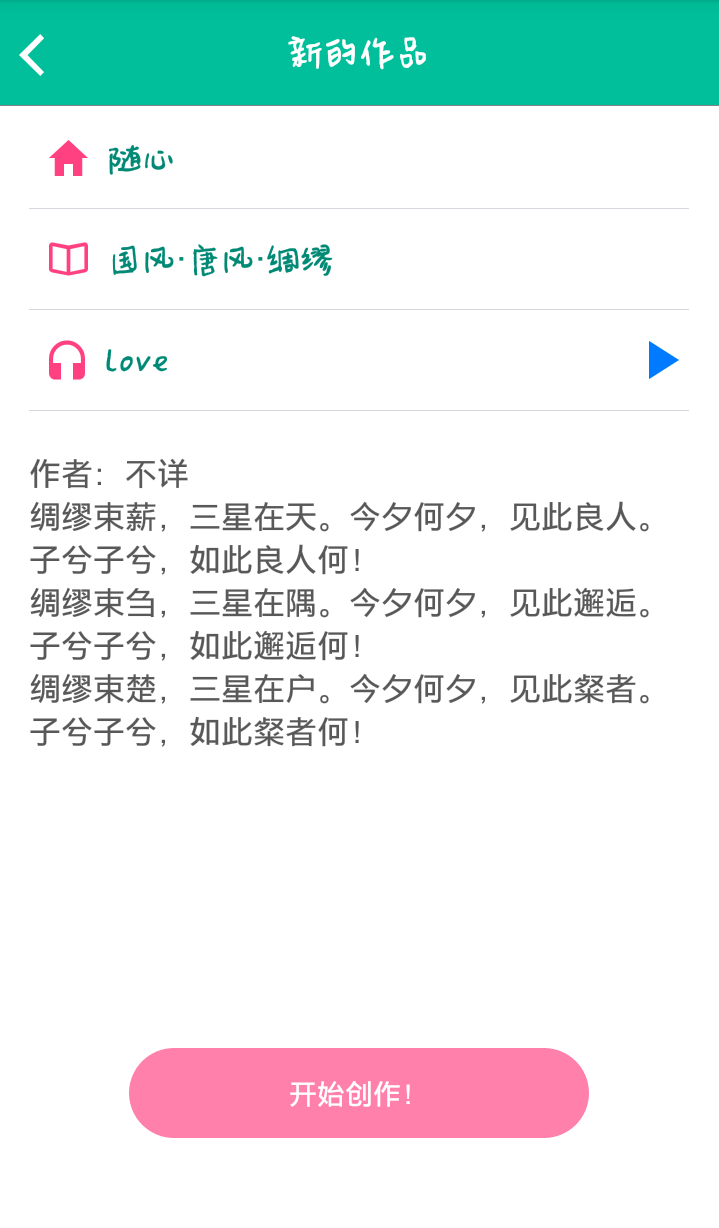 新的作品
随心
国风·唐风·绸缪
love
作者：不详
绸缪束薪，三星在天。今夕何夕，见此良人。
子兮子兮，如此良人何！
绸缪束刍，三星在隅。今夕何夕，见此邂逅。
子兮子兮，如此邂逅何！
绸缪束楚，三星在户。今夕何夕，见此粲者。
子兮子兮，如此粲者何！
开始创作！